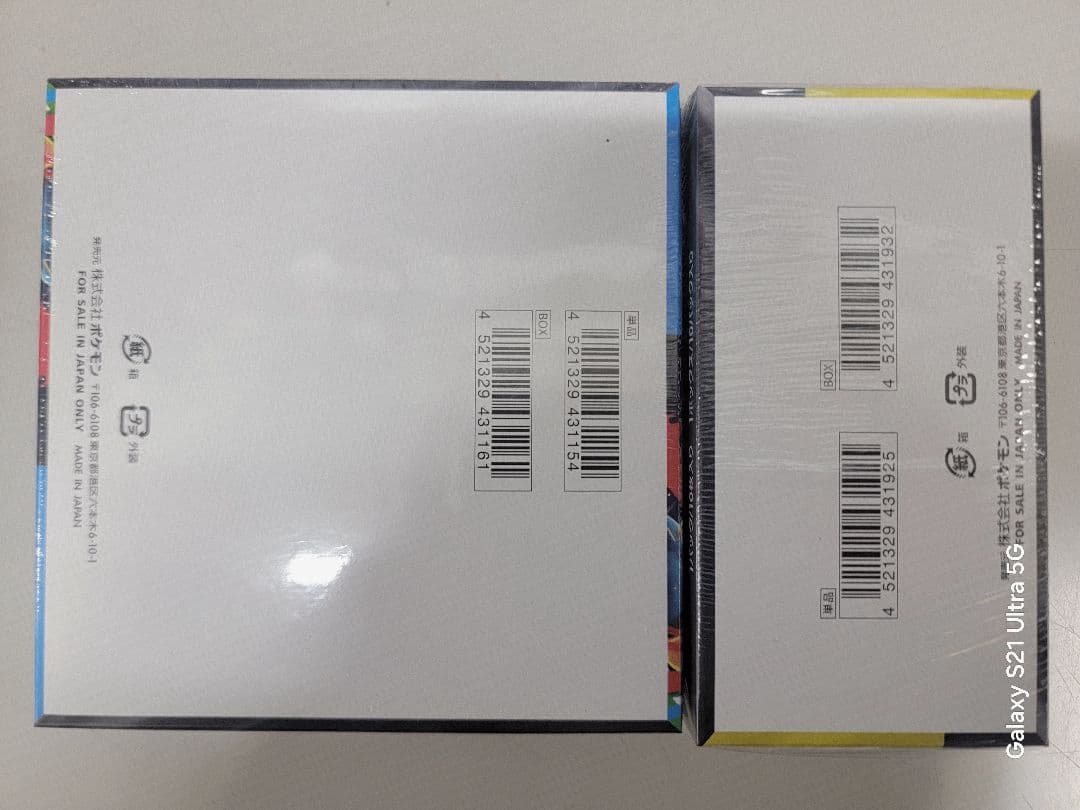 発売元 株式会社ポケモン 〒106-6108 東京都港区六本木6-10-1
FOR SALE IN JAPAN ONLY MADE IN JAPAN
紙 箱
プラ 外装
BOX
4 521329 431161
単品
4 521329 431154
BOX
4 521329 431932
単品
4 521329 431925
プラ 外装
紙 箱
発売元 株式会社ポケモン 〒106-6108 東京都港区六本木6-10-1
FOR SALE IN JAPAN ONLY MADE IN JAPAN
Galaxy S21 Ultra 5G